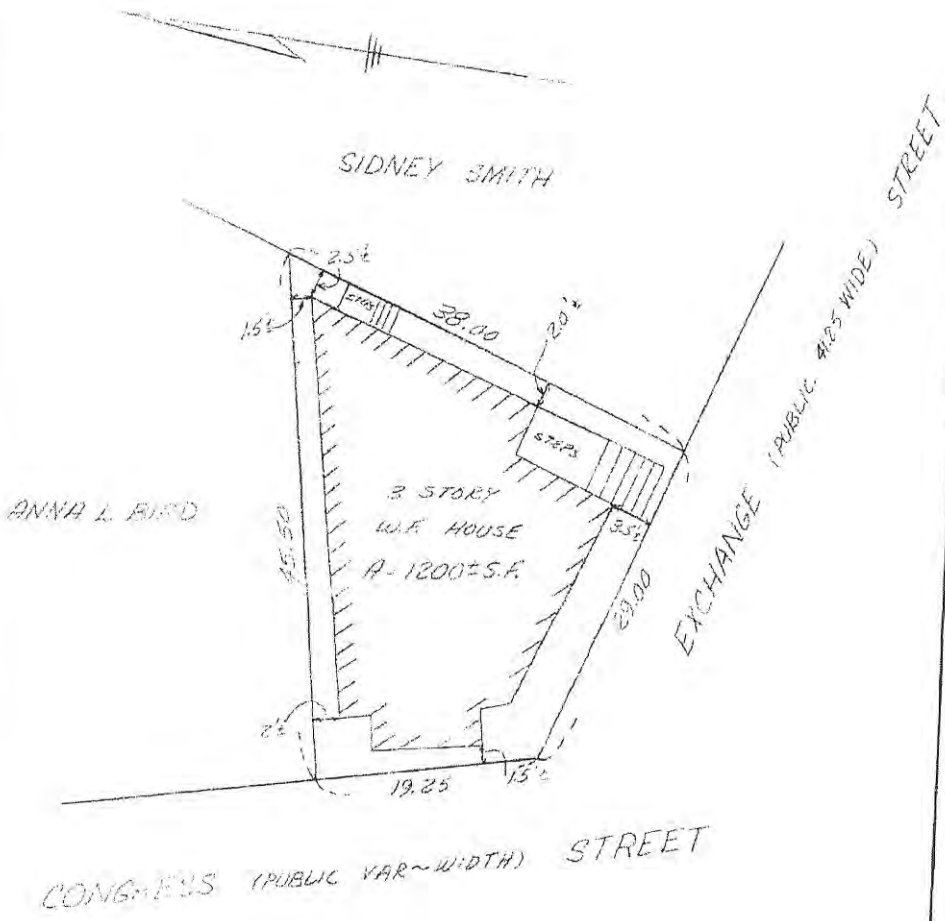 SIDNEY SMITH
EXCHANGE (PUBLIC. 41.25 WIDE) STREET
2.5'±
STEPS
1.5'±
38.00
2.0'±
STEPS
ANNA L BIRD
3 STORY
W.F. HOUSE
A-1200±S.F.
3.5'±
45.50
29.00
2'±
19.25
1.5'±
CONGRESS (PUBLIC VAR~WIDTH) STREET